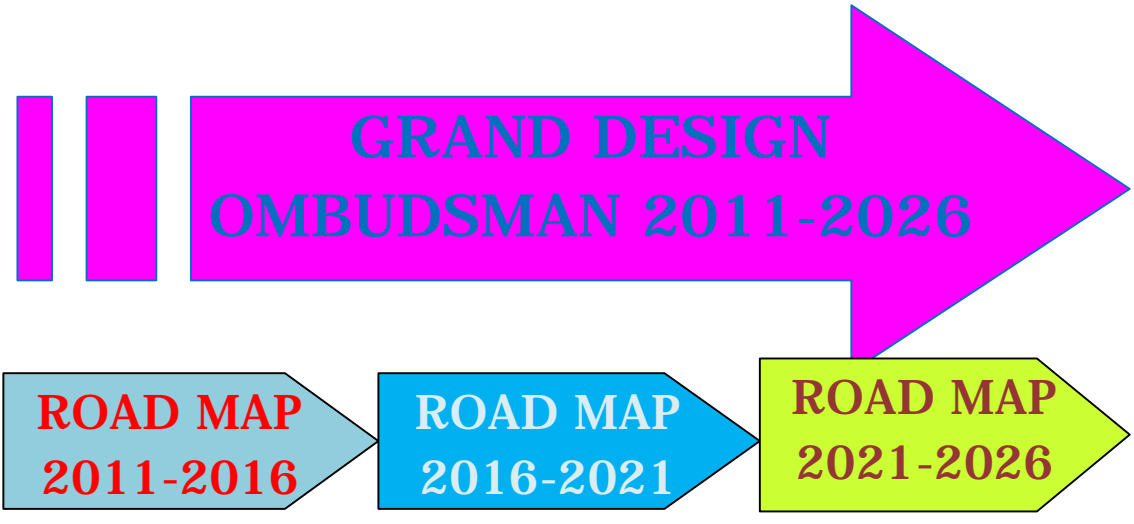 GRAND DESIGN
OMBUDSMAN 2011-2026
ROAD MAP
2011-2016
ROAD MAP
2016-2021
ROAD MAP
2021-2026